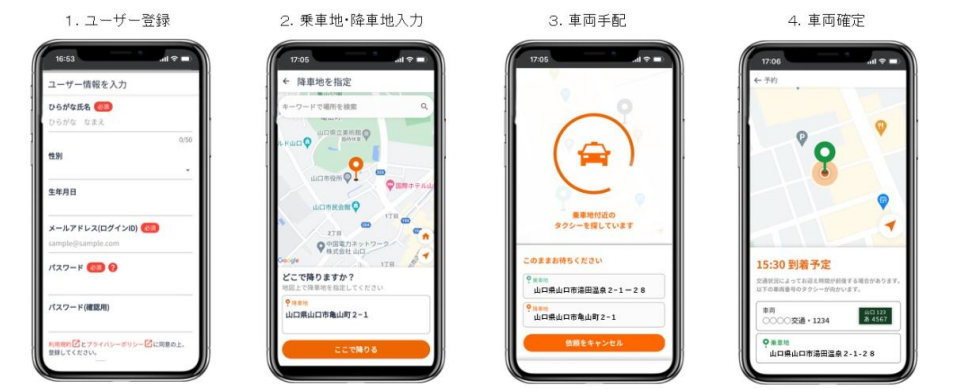 1. ユーザー登録
16:53
ユーザー情報を入力
ひらがな氏名 必須
ひらがな なまえ
0/50
性別
生年月日
メールアドレス(ログインID) 必須
sample@sample.com
パスワード 必須 ?
パスワード(確認用)
利用規約とプライバシーポリシーに同意の上、
登録してください。
2. 乗車地・降車地入力
17:05
← 降車地を指定
キーワードで場所を検索
山口県立美術館
山口市役所
国際ホテル山
山口市民会館
1丁目
2丁目
中国電力ネットワーク
株式会社 山口
1丁目
Google
どこで降りますか?
地図上で降車地を指定してください
降車地
山口県山口市亀山町2-1
ここで降りる
3. 車両手配
17:05
乗車地付近の
タクシーを探しています
このままお待ちください
乗車地
山口県山口市湯田温泉2-1-28
降車地
山口県山口市亀山町2-1
依頼をキャンセル
4. 車両確定
17:06
← 予約
15:30 到着予定
交通状況によってお迎え時間が前後する場合があります。
以下の車両番号のタクシーが向かいます。
車両
○○○○交通・1234
山口 123
あ 4567
乗車地
山口県山口市湯田温泉2-1-28